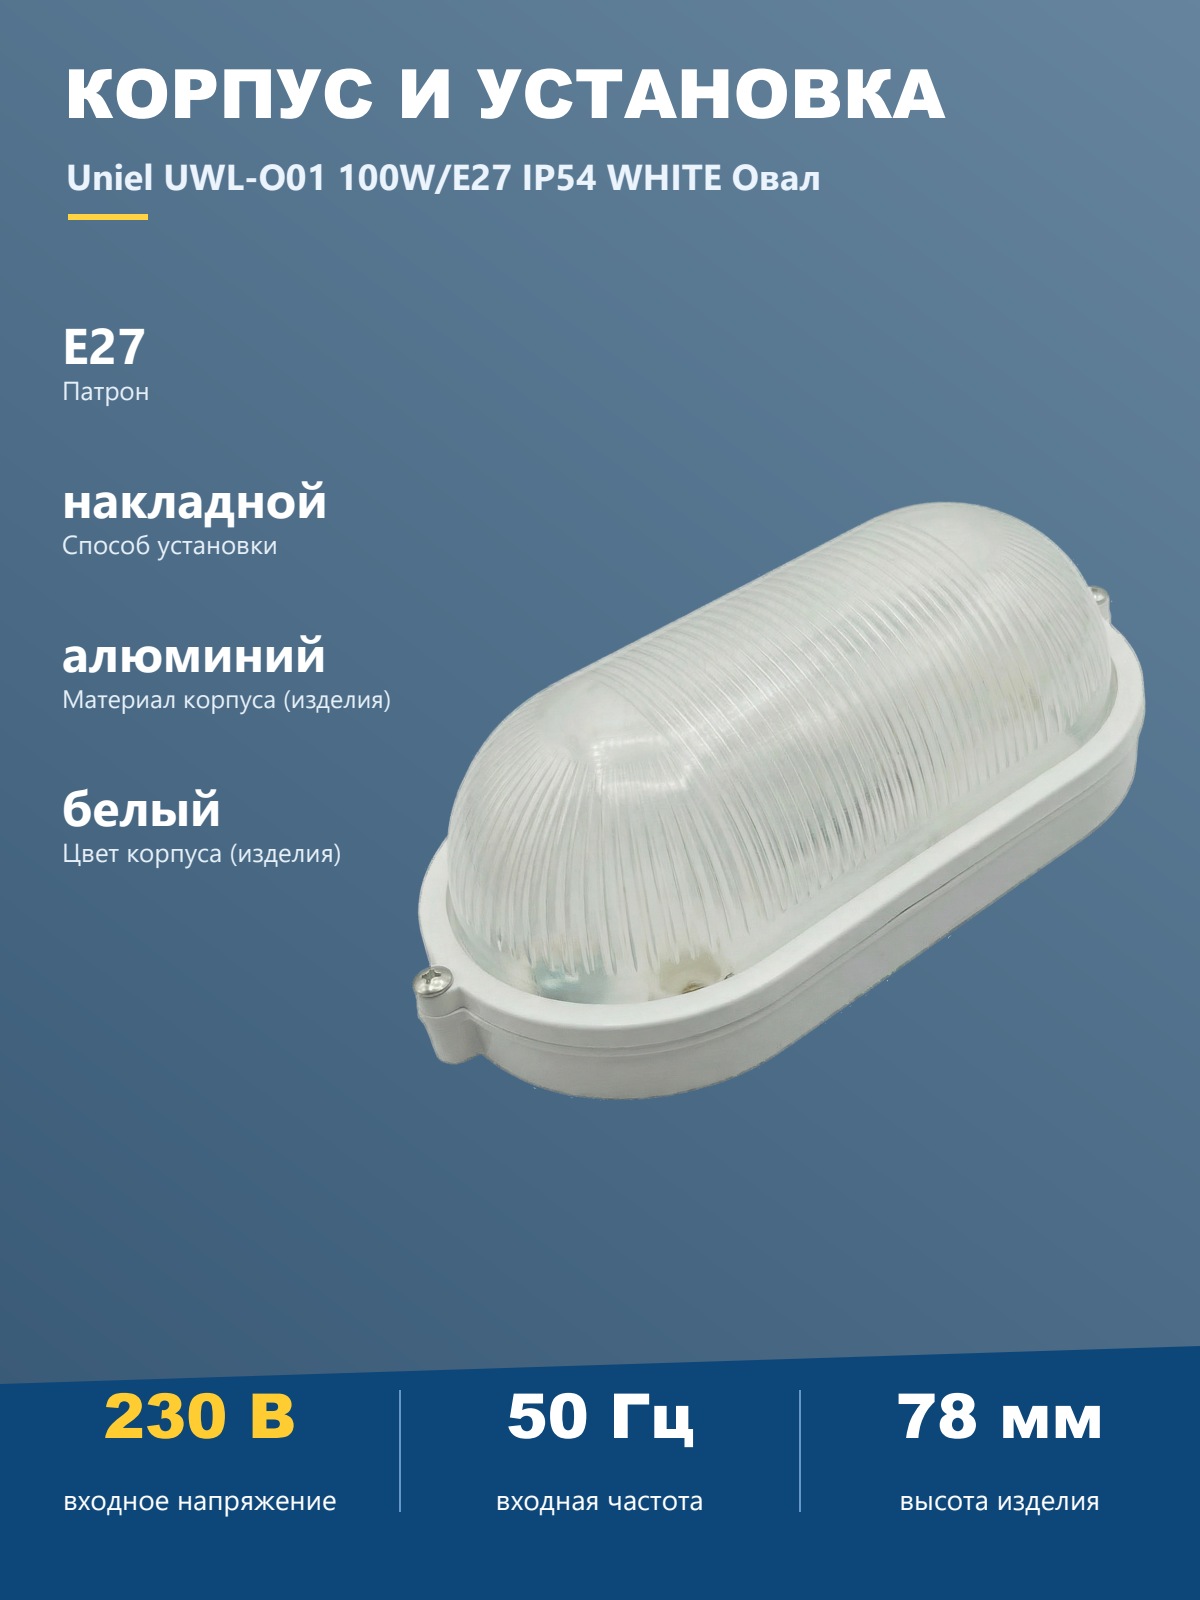 КОРПУС И УСТАНОВКА
Uniel UWL-O01 100W/E27 IP54 WHITE Овал
E27
Патрон
накладной
Способ установки
алюминий
Материал корпуса (изделия)
белый
Цвет корпуса (изделия)
230 В
50 Гц
78 мм
входное напряжение
входная частота
высота изделия